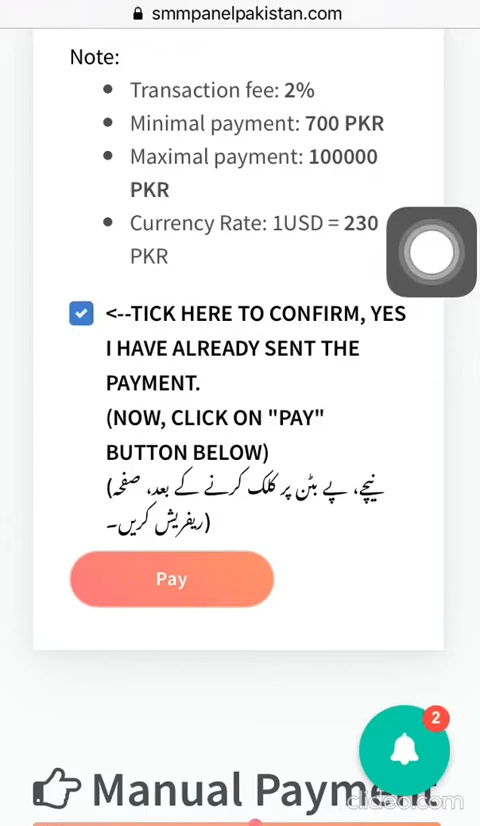 smmpanelpakistan.com
Note:
Transaction fee: 2%
Minimal payment: 700 PKR
Maximal payment: 100000
PKR
Currency Rate: 1USD = 230
PKR
<--TICK HERE TO CONFIRM, YES
I HAVE ALREADY SENT THE
PAYMENT.
(NOW, CLICK ON "PAY"
BUTTON BELOW)
(نیچے، پے بٹن پر کلک کرنے کے بعد، صفحہ
ریفریش کریں۔)
Pay
2
Manual Payment
clideo.com